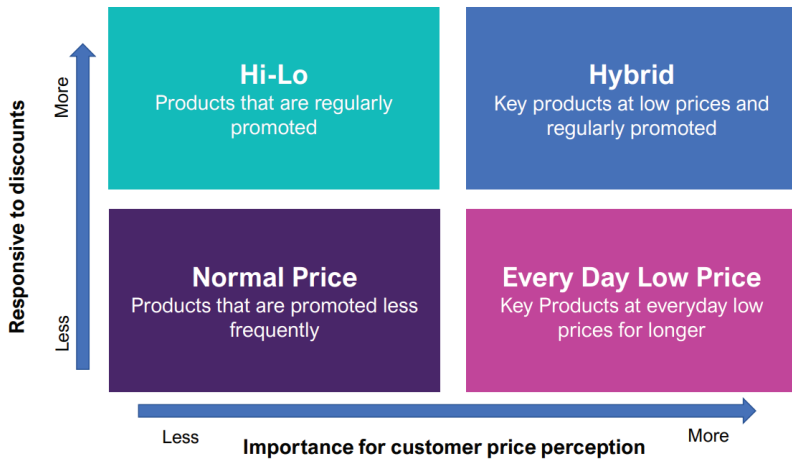 Responsive to discounts
More
Less
Hi-Lo
Products that are regularly
promoted
Hybrid
Key products at low prices and
regularly promoted
Normal Price
Products that are promoted less
frequently
Every Day Low Price
Key Products at everyday low
prices for longer
Less
More
Importance for customer price perception